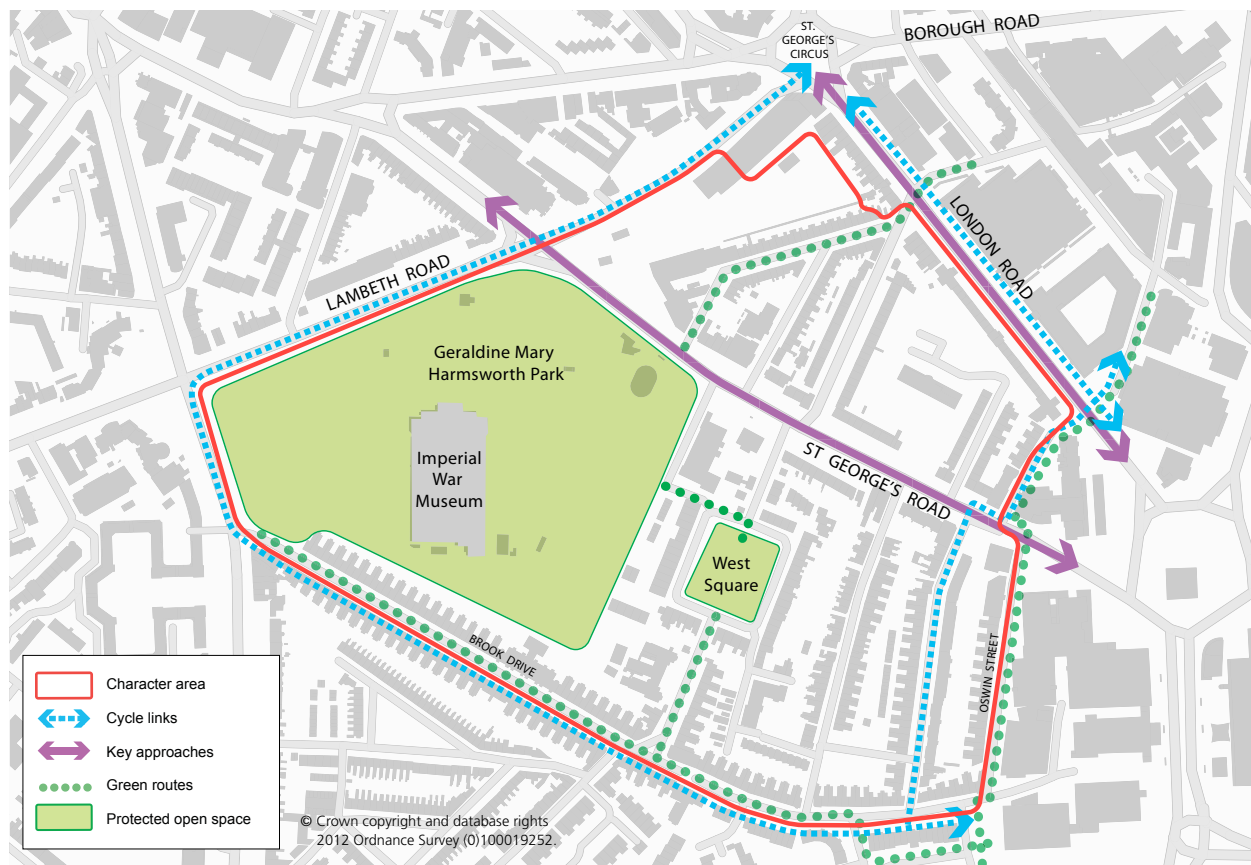 ST.
GEORGE'S
CIRCUS
BOROUGH ROAD
LAMBETH ROAD
LONDON ROAD
Geraldine Mary
Harmsworth Park
Imperial
War
Museum
ST GEORGE'S ROAD
West
Square
BROOK DRIVE
OSWIN STREET
Character area
Cycle links
Key approaches
Green routes
Protected open space
© Crown copyright and database rights
2012 Ordnance Survey (0)100019252.